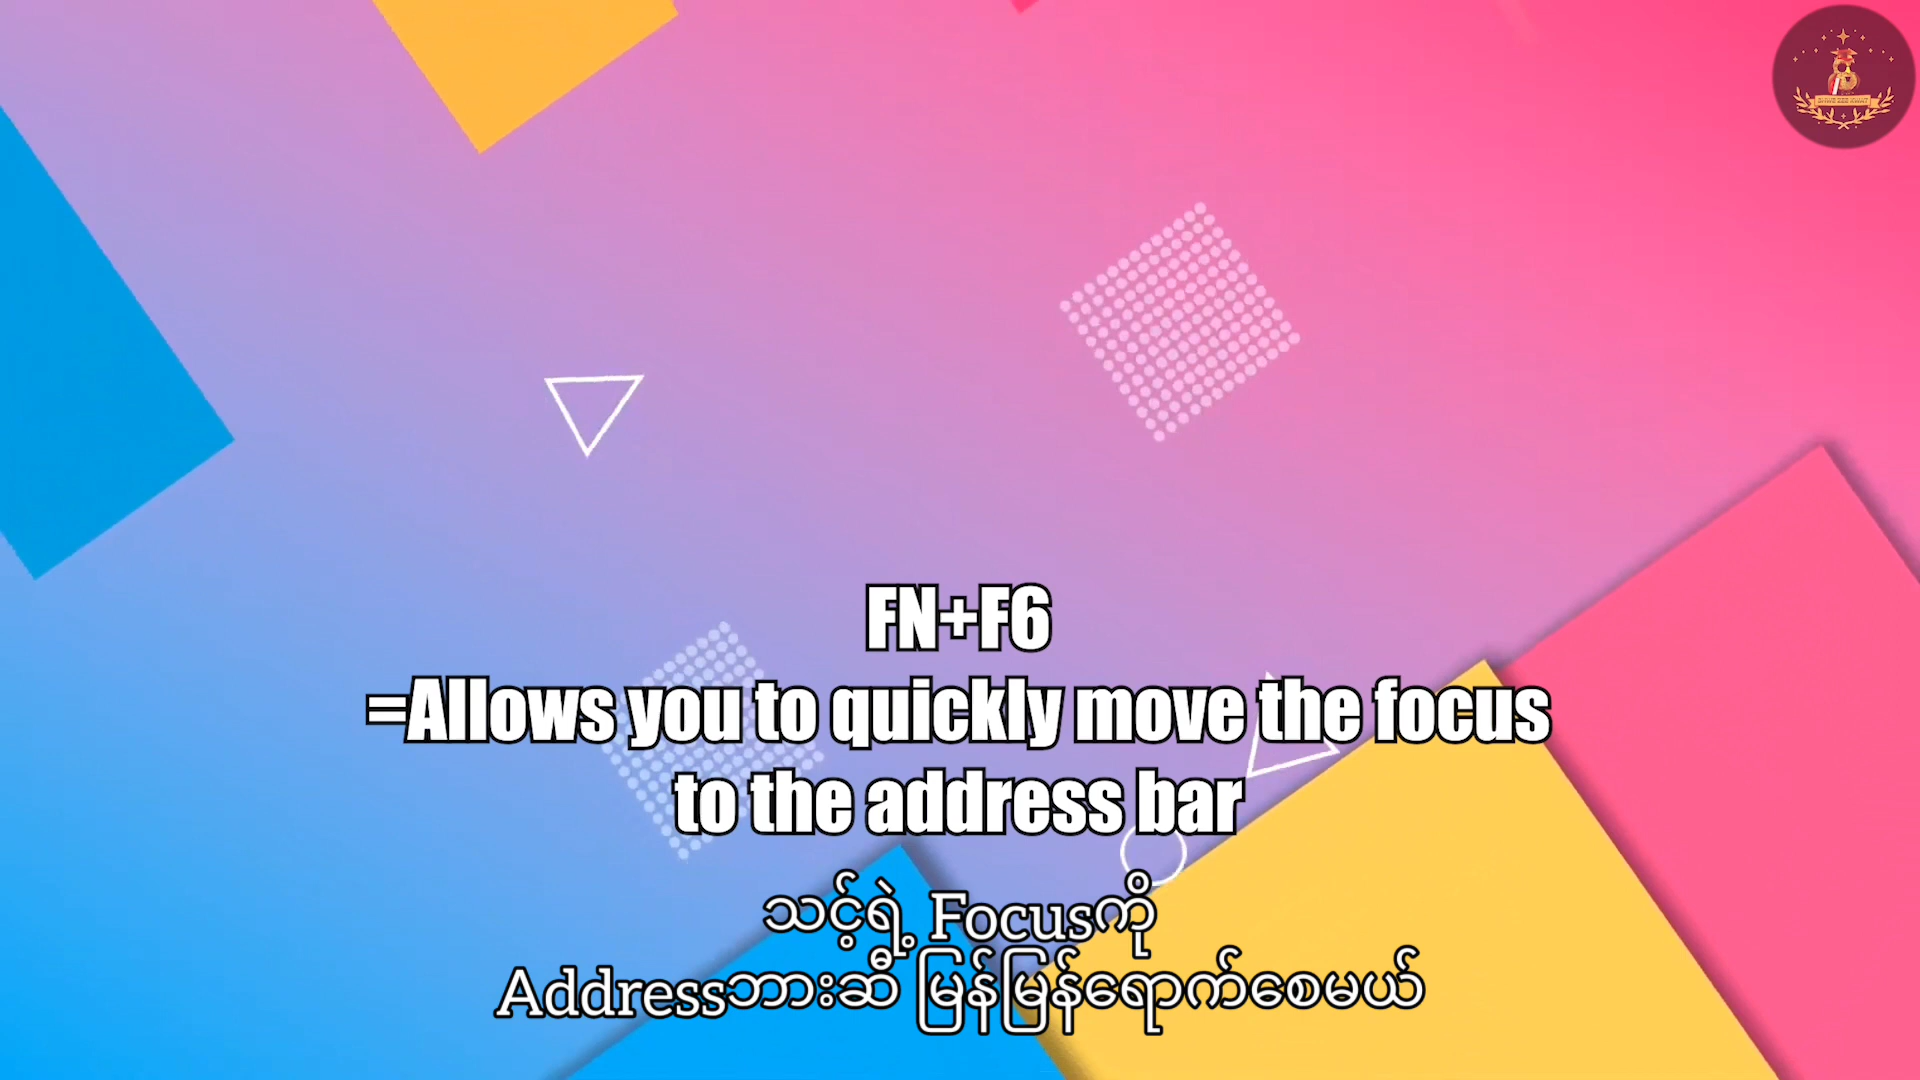 FN+F6
=Allows you to quickly move the focus
to the address bar
သင့်ရဲ့ Focusကို
Addressဘားဆီ မြန်မြန်ရောက်စေမယ်